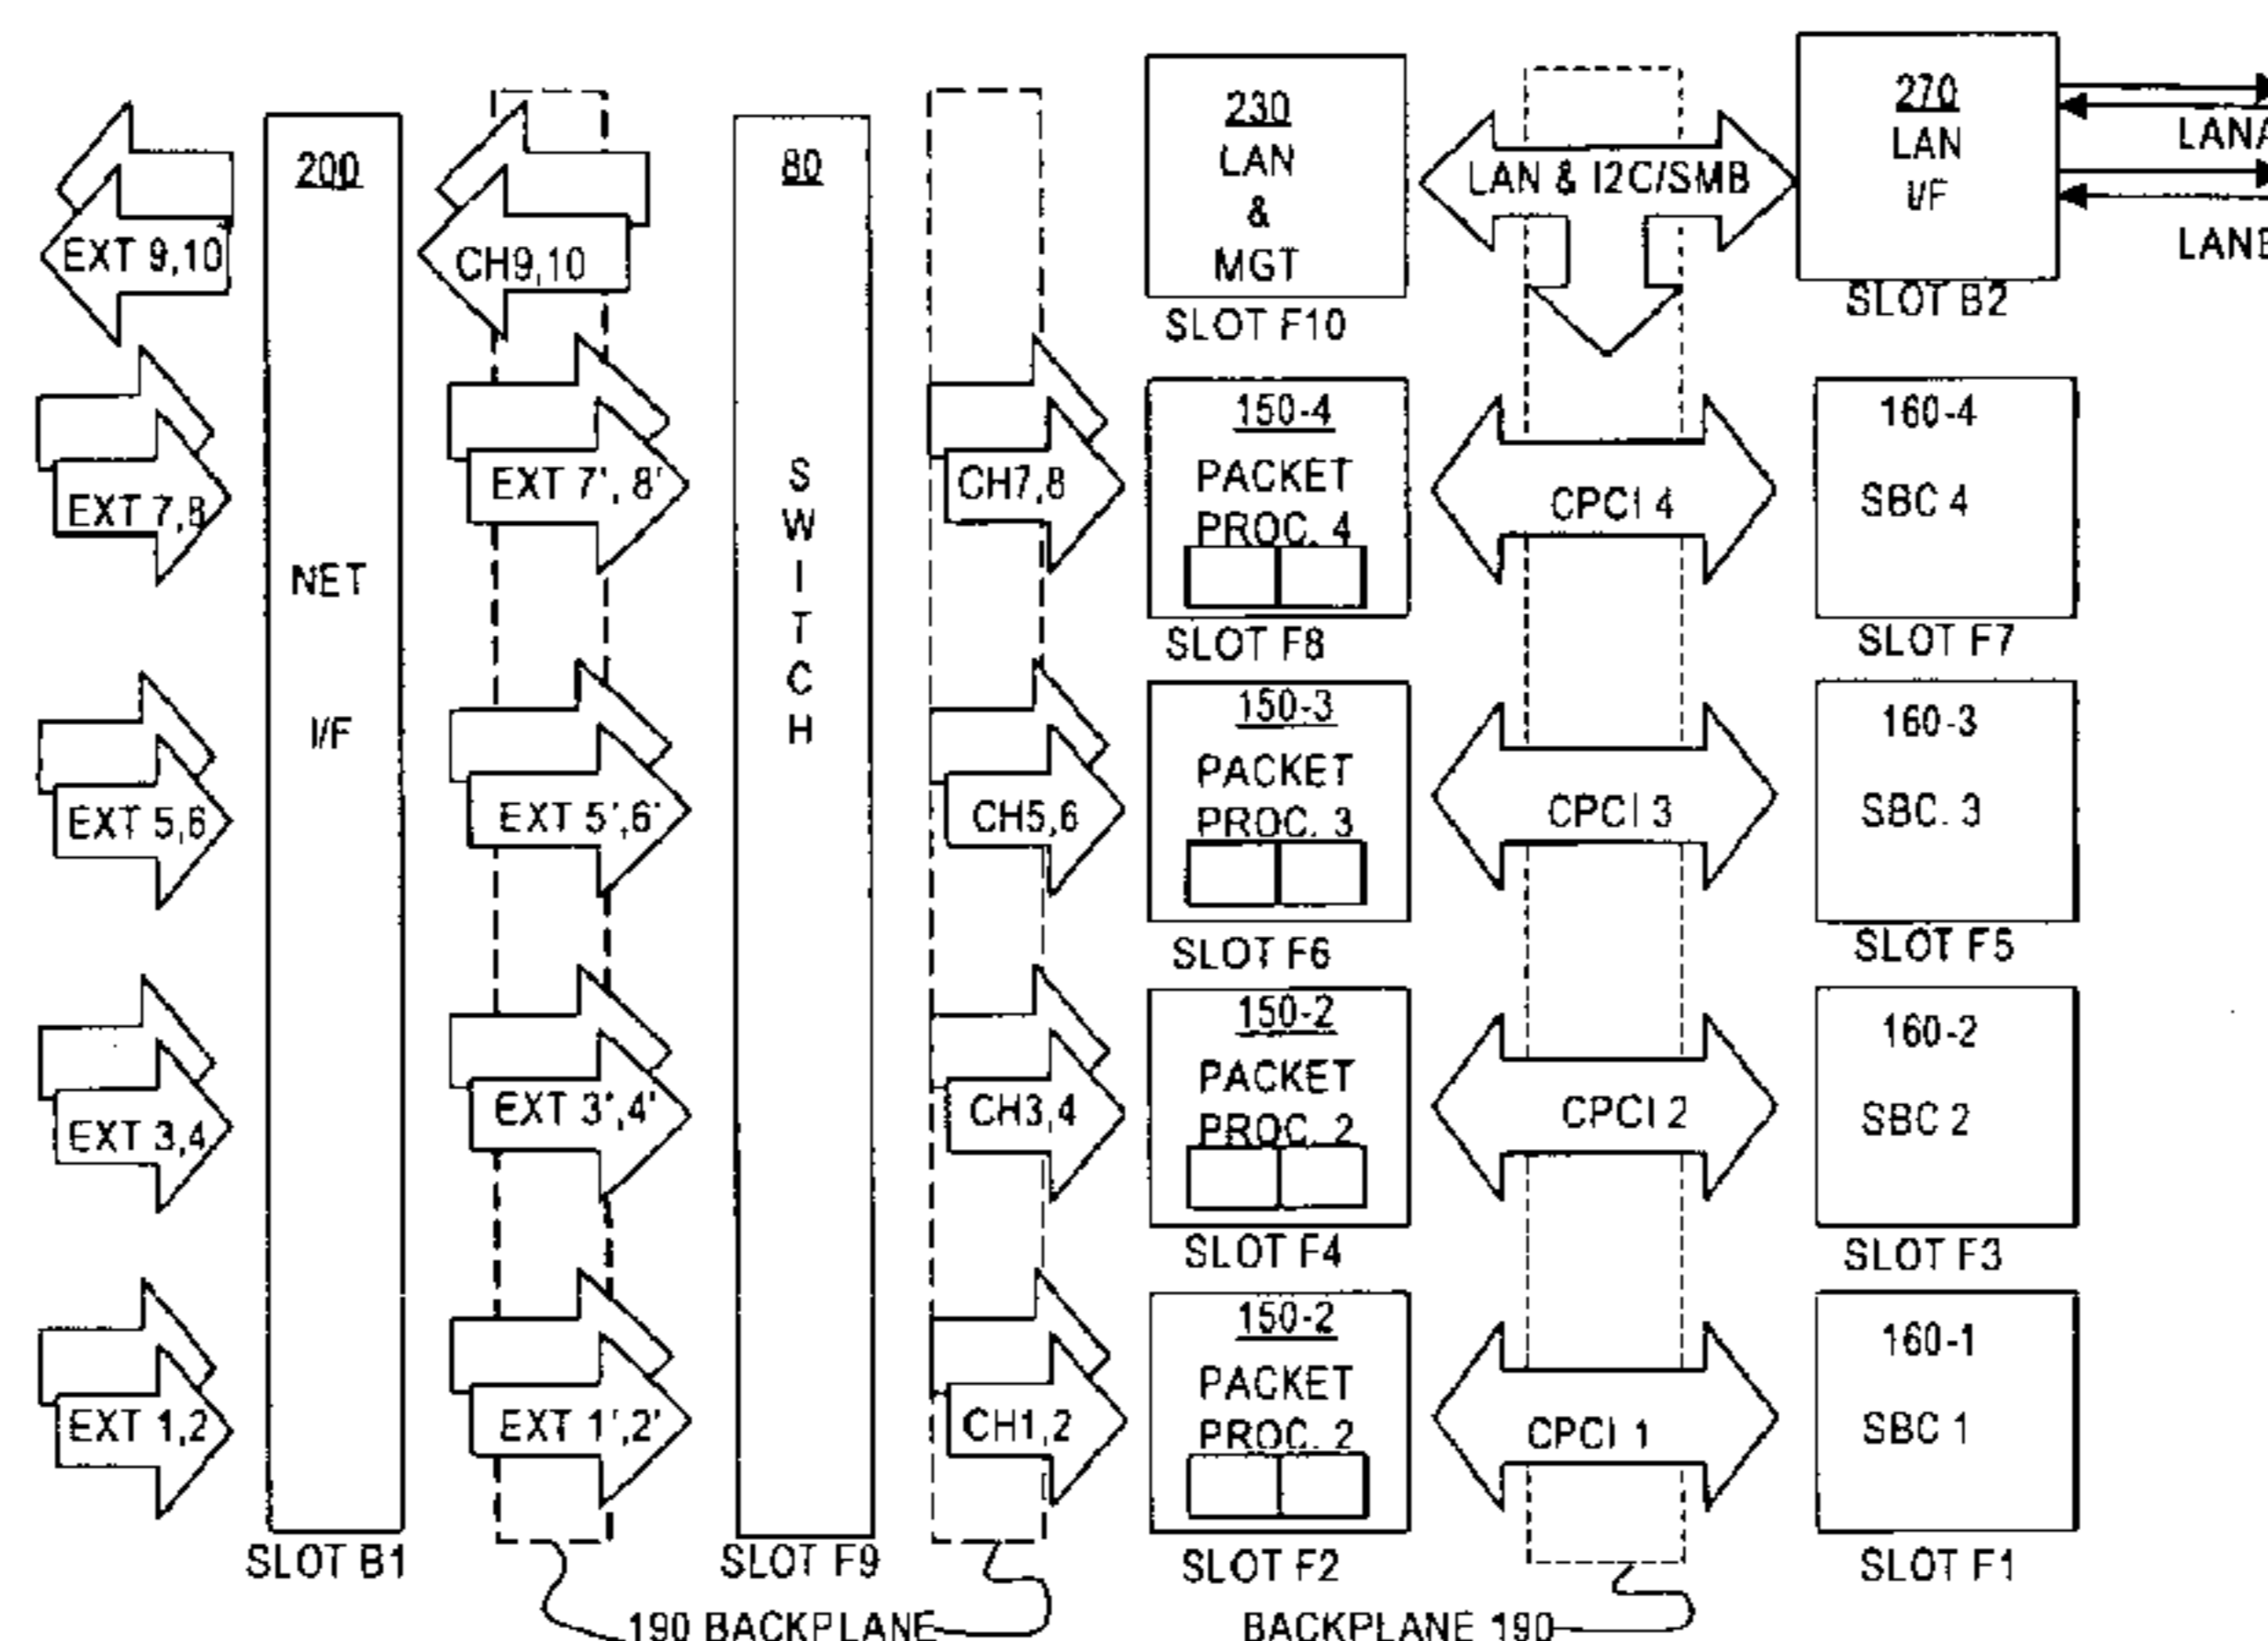 200
NET
I/F
SLOT B1
EXT 9,10
EXT 7,8
EXT 5,6
EXT 3,4
EXT 1,2
CH9,10
EXT 7', 8'
EXT 5',6'
EXT 3',4'
EXT 1',2'
80
SWITCH
SLOT F9
CH7,8
CH5,6
CH3,4
CH1,2
190 BACKPLANE
230
LAN
&
MGT
SLOT F10
LAN & I2C/SMB
270
LAN
I/F
SLOT B2
LANA
150-4
PACKET
PROC. 4
SLOT F8
CPCI 4
160-4
SBC 4
SLOT F7
150-3
PACKET
PROC. 3
SLOT F6
CPCI 3
160-3
SBC. 3
SLOT F5
150-2
PACKET
PROC. 2
SLOT F4
CPCI 2
160-2
SBC 2
SLOT F3
150-2
PACKET
PROC. 2
SLOT F2
CPCI 1
160-1
SBC 1
SLOT F1
BACKPLANE 190